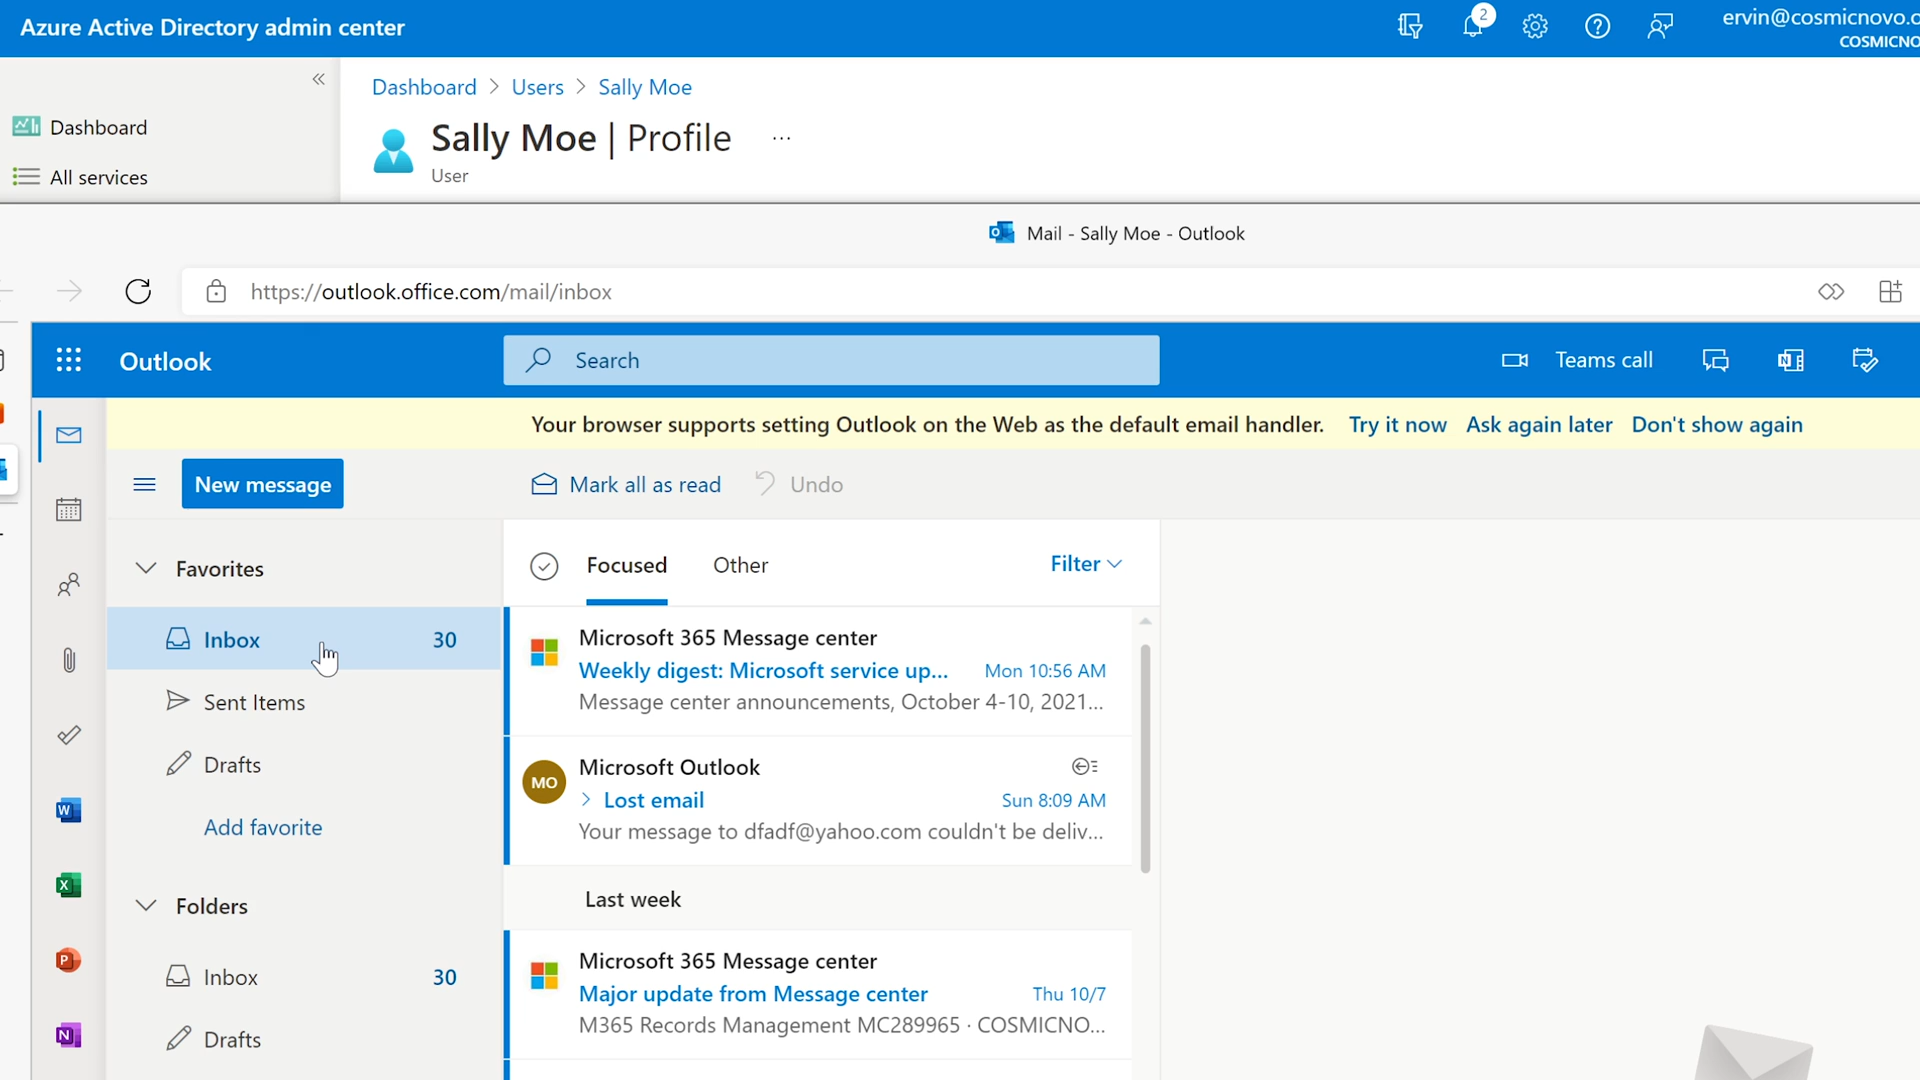 Azure Active Directory admin center
2
ervin@cosmicnovo.c
COSMICNO
Dashboard
All services
Dashboard > Users > Sally Moe
Sally Moe | Profile ...
User
Mail - Sally Moe - Outlook
https://outlook.office.com/mail/inbox
Outlook
Search
Teams call
Your browser supports setting Outlook on the Web as the default email handler. Try it now Ask again later Don't show again
New message
Mark all as read
Undo
Favorites
Inbox 30
Sent Items
Drafts
Add favorite
Folders
Inbox 30
Drafts
Focused
Other
Filter
Microsoft 365 Message center
Weekly digest: Microsoft service up... Mon 10:56 AM
Message center announcements, October 4-10, 2021...
MO
Microsoft Outlook
> Lost email Sun 8:09 AM
Your message to dfadf@yahoo.com couldn't be deliv...
Last week
Microsoft 365 Message center
Major update from Message center Thu 10/7
M365 Records Management MC289965 · COSMICNO...